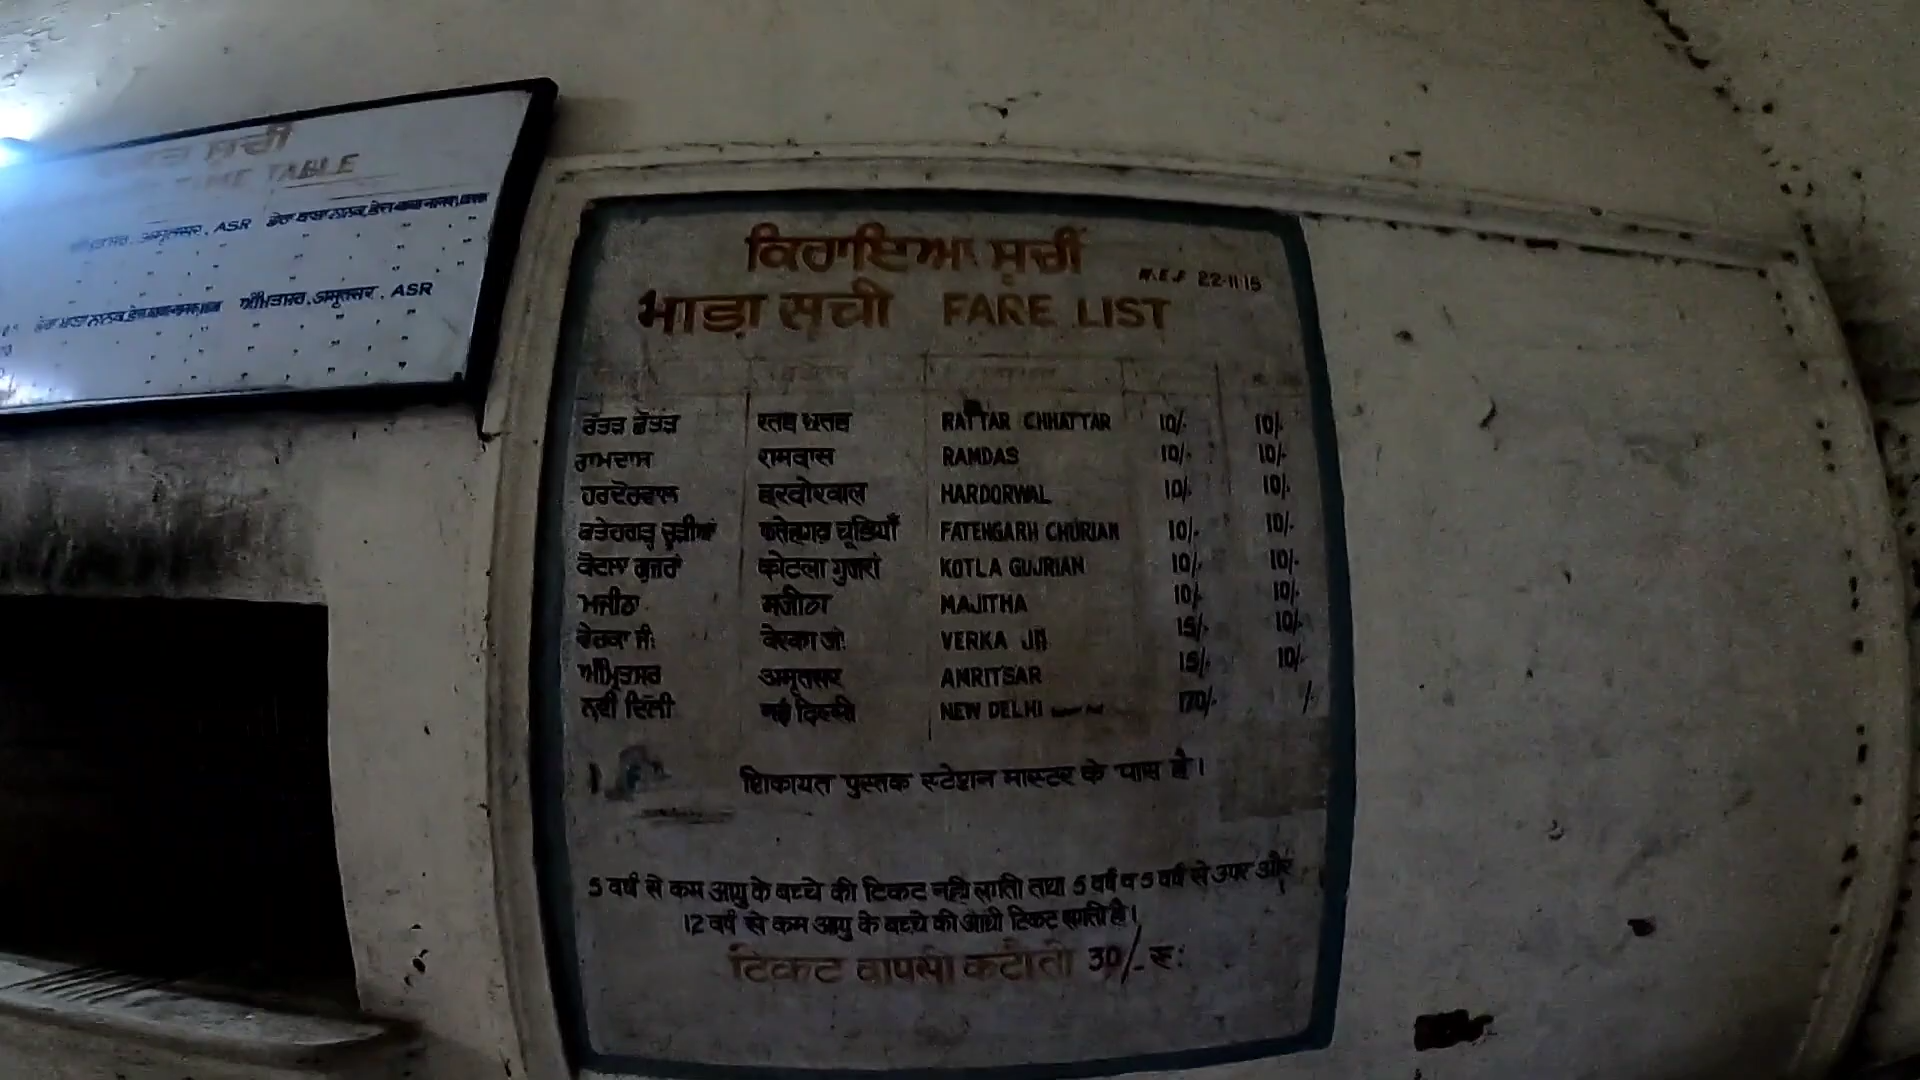 ਸੂਚੀ
TIME TABLE
अमृतसर. ASR
ਅੰਮ੍ਰਿਤਸਰ. अमृतसर. ASR
ਕਿਰਾਇਆ ਸੂਚੀ
W.E.F 22-11-15
भाड़ा सूची FARE LIST
ਰੱਤੜ ਛੱਤੜ रतड़ छतड़ RATTAR CHHATTAR 10/- 10/-
ਰਾਮਦਾਸ रामदास RAMDAS 10/- 10/-
ਹਰਦੋਰਵਾਲ हरदोरवाल HARDORWAL 10/- 10/-
ਫਤੇਹਗੜ੍ਹ ਚੂੜੀਆਂ फतेहगढ़ चूड़ियाँ FATEHGARH CHURIAN 10/- 10/-
ਕੋਟਲਾ ਗੁਜਰਾਂ कोटला गुजरां KOTLA GUJRIAN 10/- 10/-
ਮਜੀਠਾ मजीठा MAJITHA 10/- 10/-
ਵੇਰਕਾ ਜੰ: वेरका जं: VERKA JN 15/- 10/-
ਅੰਮ੍ਰਿਤਸਰ अमृतसर AMRITSAR 15/- 10/-
ਨਵੀਂ ਦਿੱਲੀ नई दिल्ली NEW DELHI 170/- /-
शिकायत पुस्तक स्टेशन मास्टर के पास है।
5 वर्ष से कम आयु के बच्चे की टिकट नही लगति तथा 5 वर्ष व 5 वर्ष से उपर और
12 वर्ष से कम आयु के बच्चे की आधी टिकट लगती है।
टिकट वापसी कटौती 30/- रु: